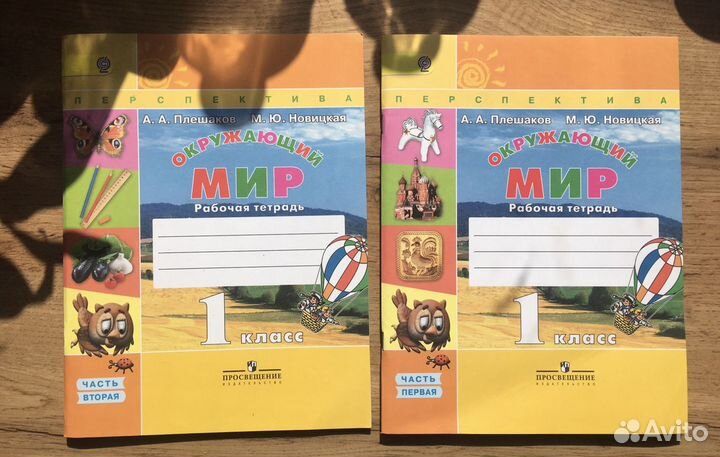 ПЕРСПЕКТИВА
А. А. Плешаков М. Ю. Новицкая
ОКРУЖАЮЩИЙ
МИР
Рабочая тетрадь
1 класс
ПРОСВЕЩЕНИЕ
ИЗДАТЕЛЬСТВО
ЧАСТЬ
ВТОРАЯ
ПЕРСПЕКТИВА
А. А. Плешаков М. Ю. Новицкая
ОКРУЖАЮЩИЙ
МИР
Рабочая тетрадь
1 класс
ПРОСВЕЩЕНИЕ
ИЗДАТЕЛЬСТВО
ЧАСТЬ
ПЕРВАЯ
Avito